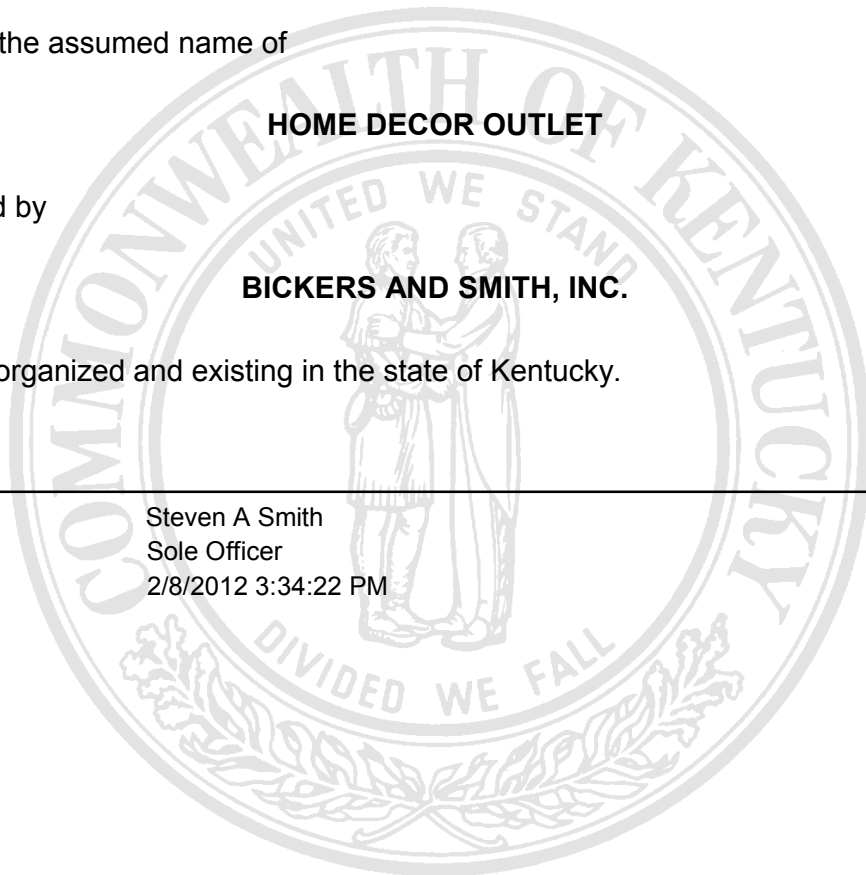 the assumed name of
HOME DECOR OUTLET
d by
BICKERS AND SMITH, INC.
organized and existing in the state of Kentucky.
Steven A Smith
Sole Officer
2/8/2012 3:34:22 PM
COMMONWEALTH OF KENTUCKY
UNITED WE STAND
DIVIDED WE FALL